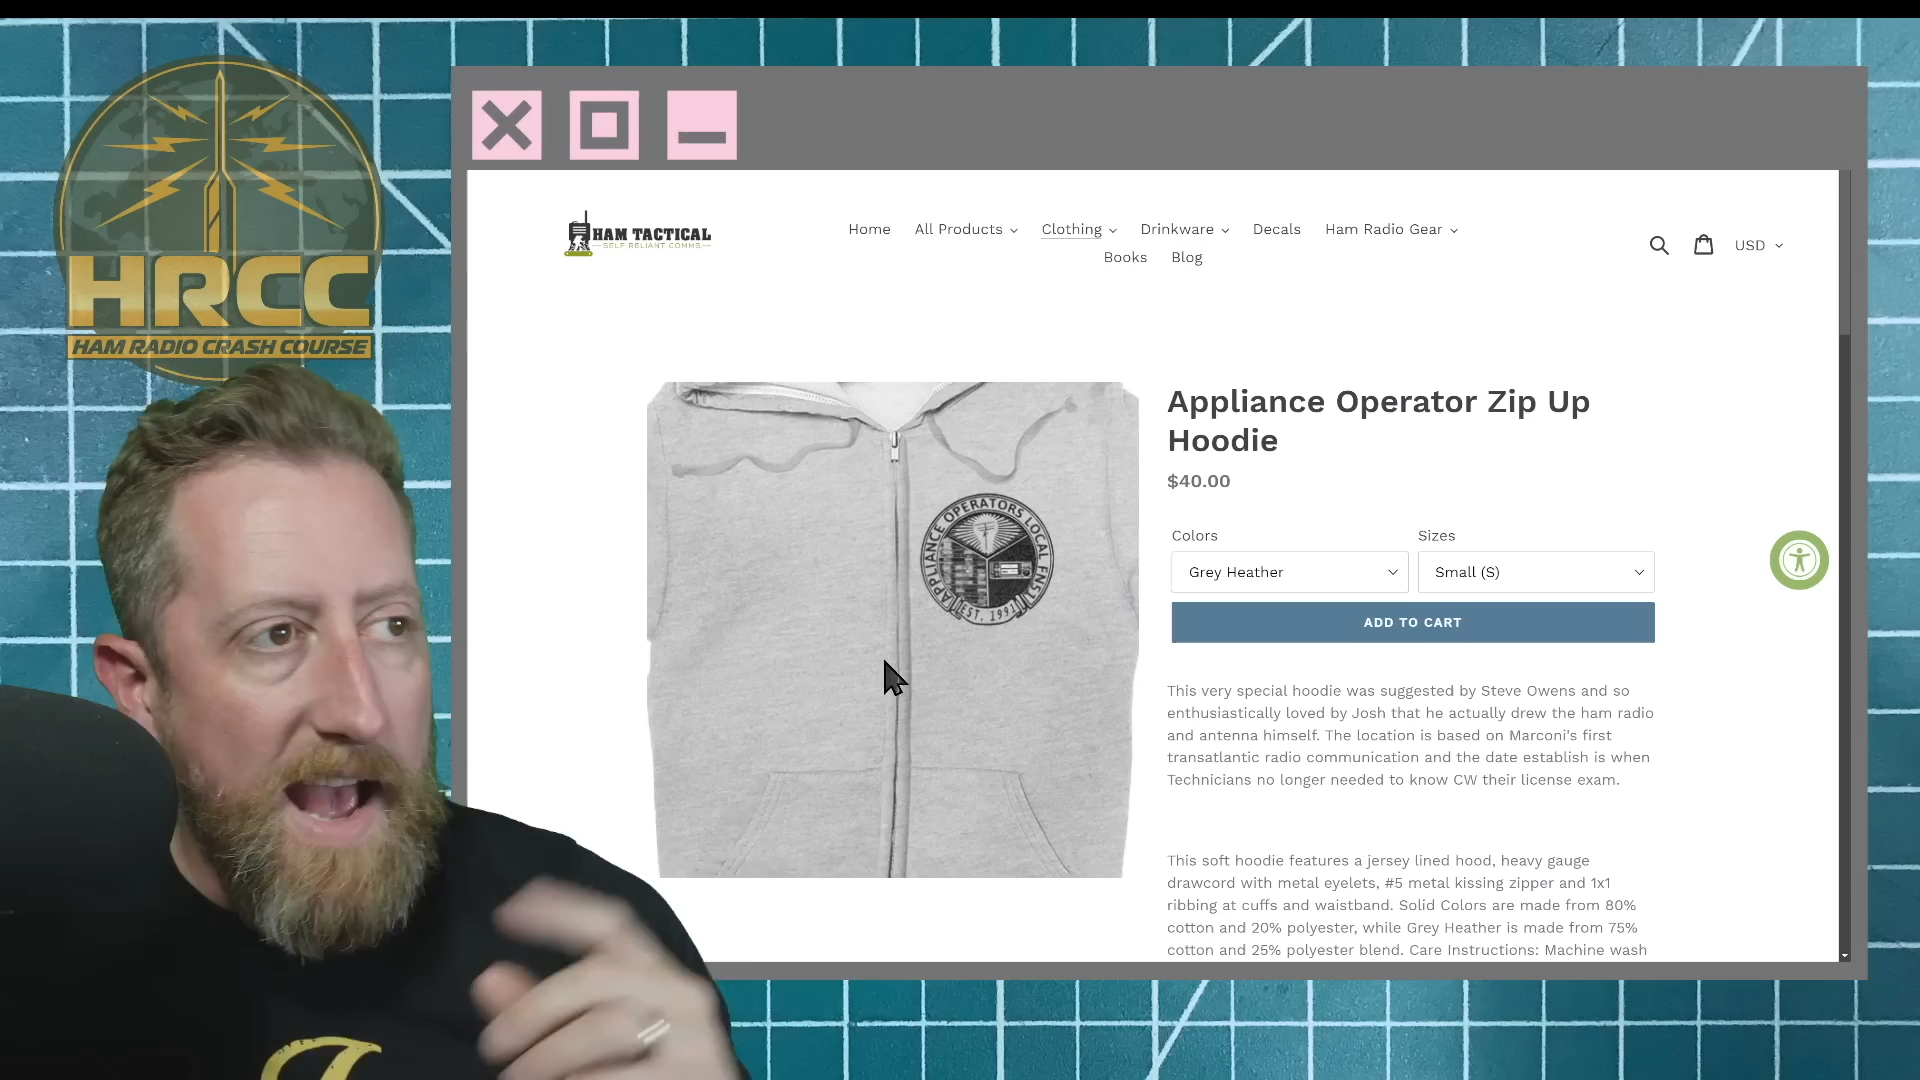 HRCC
HAM RADIO CRASH COURSE
HAM TACTICAL
SELF RELIANT COMMS.
Home
All Products
Clothing
Drinkware
Decals
Ham Radio Gear
Books
Blog
USD
Appliance Operator Zip Up
Hoodie
$40.00
Colors
Sizes
Grey Heather
Small (S)
ADD TO CART
APPLIANCE OPERATORS LOCAL FN51
EST. 1991
This very special hoodie was suggested by Steve Owens and so
enthusiastically loved by Josh that he actually drew the ham radio
and antenna himself. The location is based on Marconi's first
transatlantic radio communication and the date establish is when
Technicians no longer needed to know CW their license exam.
This soft hoodie features a jersey lined hood, heavy gauge
drawcord with metal eyelets, #5 metal kissing zipper and 1x1
ribbing at cuffs and waistband. Solid Colors are made from 80%
cotton and 20% polyester, while Grey Heather is made from 75%
cotton and 25% polyester blend. Care Instructions: Machine wash